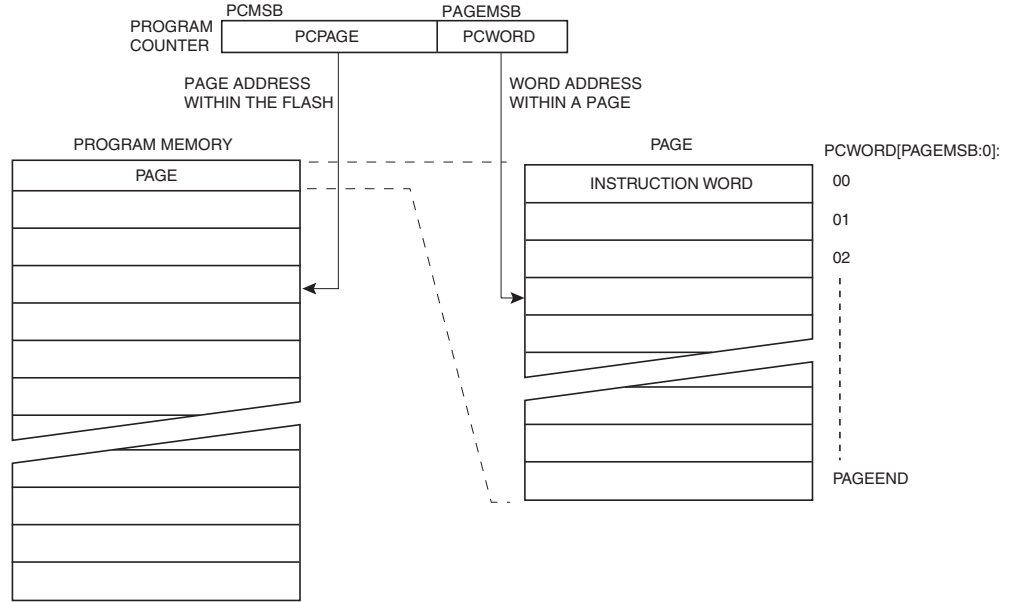 PCMSB
PAGEMSB
PROGRAM
COUNTER
PCPAGE
PCWORD
PAGE ADDRESS
WITHIN THE FLASH
WORD ADDRESS
WITHIN A PAGE
PROGRAM MEMORY
PAGE
PCWORD[PAGEMSB:0]:
PAGE
INSTRUCTION WORD
00
01
02
PAGEEND